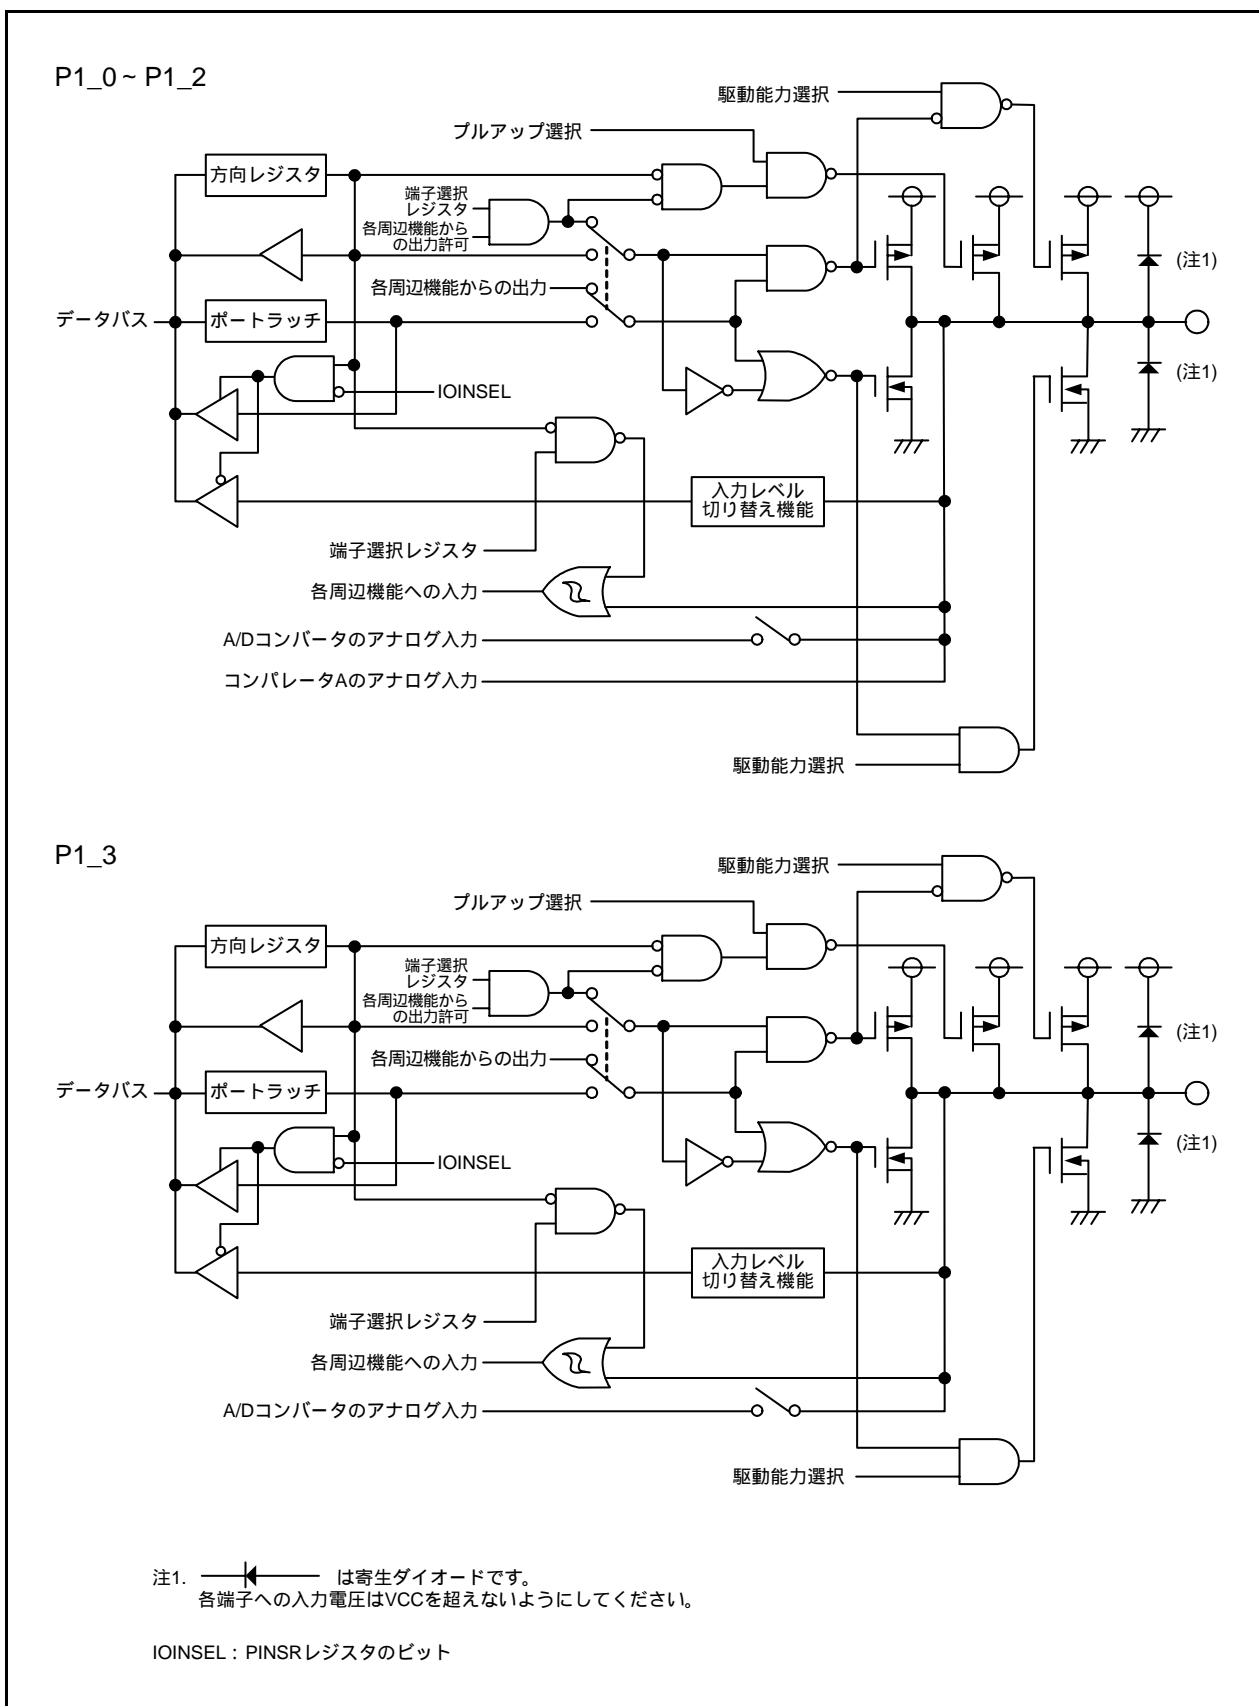 P1_0 ~ P1_2
駆動能力選択
プルアップ選択
方向レジスタ
端子選択
レジスタ
各周辺機能から
の出力許可
(注1)
各周辺機能からの出力
データバス
ポートラッチ
(注1)
IOINSEL
入力レベル
切り替え機能
端子選択レジスタ
各周辺機能への入力
A/Dコンバータのアナログ入力
コンパレータAのアナログ入力
駆動能力選択
P1_3
駆動能力選択
プルアップ選択
方向レジスタ
端子選択
レジスタ
各周辺機能から
の出力許可
(注1)
各周辺機能からの出力
データバス
ポートラッチ
(注1)
IOINSEL
入力レベル
切り替え機能
端子選択レジスタ
各周辺機能への入力
A/Dコンバータのアナログ入力
駆動能力選択
注1. は寄生ダイオードです。
各端子への入力電圧はVCCを超えないようにしてください。
IOINSEL : PINSRレジスタのビット